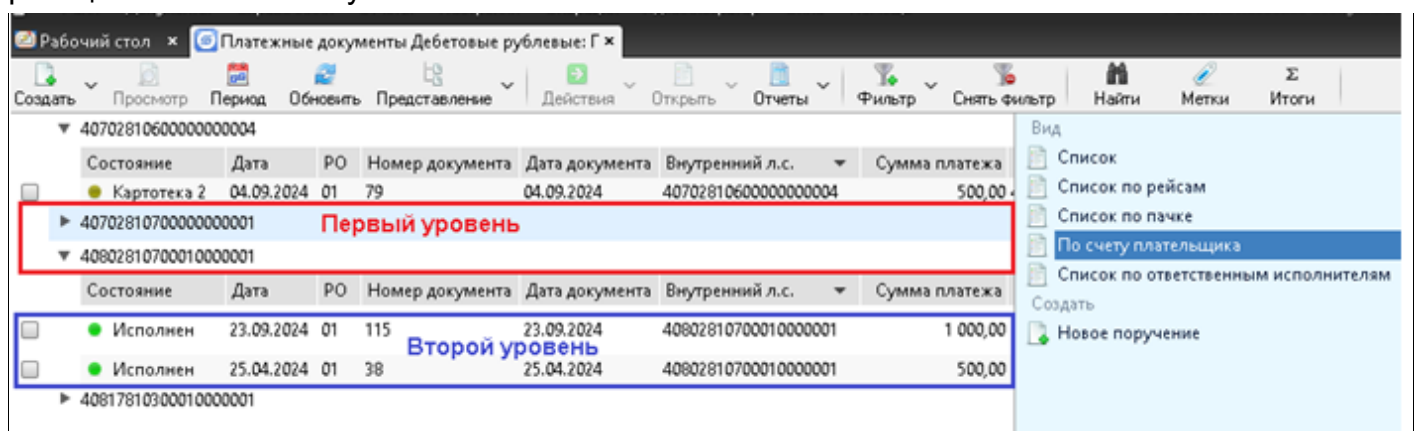 Рабочий стол × Платежные документы Дебетовые рублевые: Г ×
Создать Просмотр Период Обновить Представление Действия Открыть Отчеты Фильтр Снять фильтр Найти Метки Σ Итоги
40702810600000000004
Состояние Дата РО Номер документа Дата документа Внутренний л.с. Сумма платежа
Картотека 2 04.09.2024 01 79 04.09.2024 40702810600000000004 500,00
40702810700000000001 Первый уровень
40802810700010000001
Состояние Дата РО Номер документа Дата документа Внутренний л.с. Сумма платежа
Исполнен 23.09.2024 01 115 23.09.2024 40802810700010000001 1 000,00
Второй уровень
Исполнен 25.04.2024 01 38 25.04.2024 40802810700010000001 500,00
40817810300010000001
Вид
Список
Список по рейсам
Список по пачке
По счету плательщика
Список по ответственным исполнителям
Создать
Новое поручение